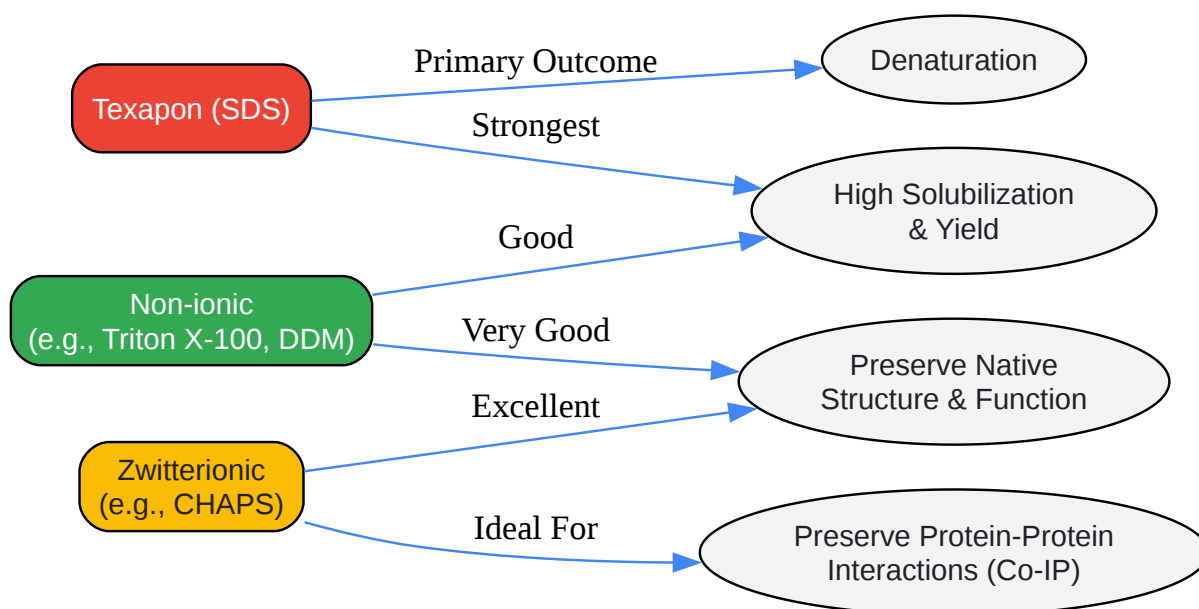 Texapon (SDS)
Primary Outcome
Denaturation
Strongest
High Solubilization
& Yield
Good
Non-ionic
(e.g., Triton X-100, DDM)
Very Good
Preserve Native
Structure & Function
Excellent
Zwitterionic
(e.g., CHAPS)
Ideal For
Preserve Protein-Protein
Interactions (Co-IP)